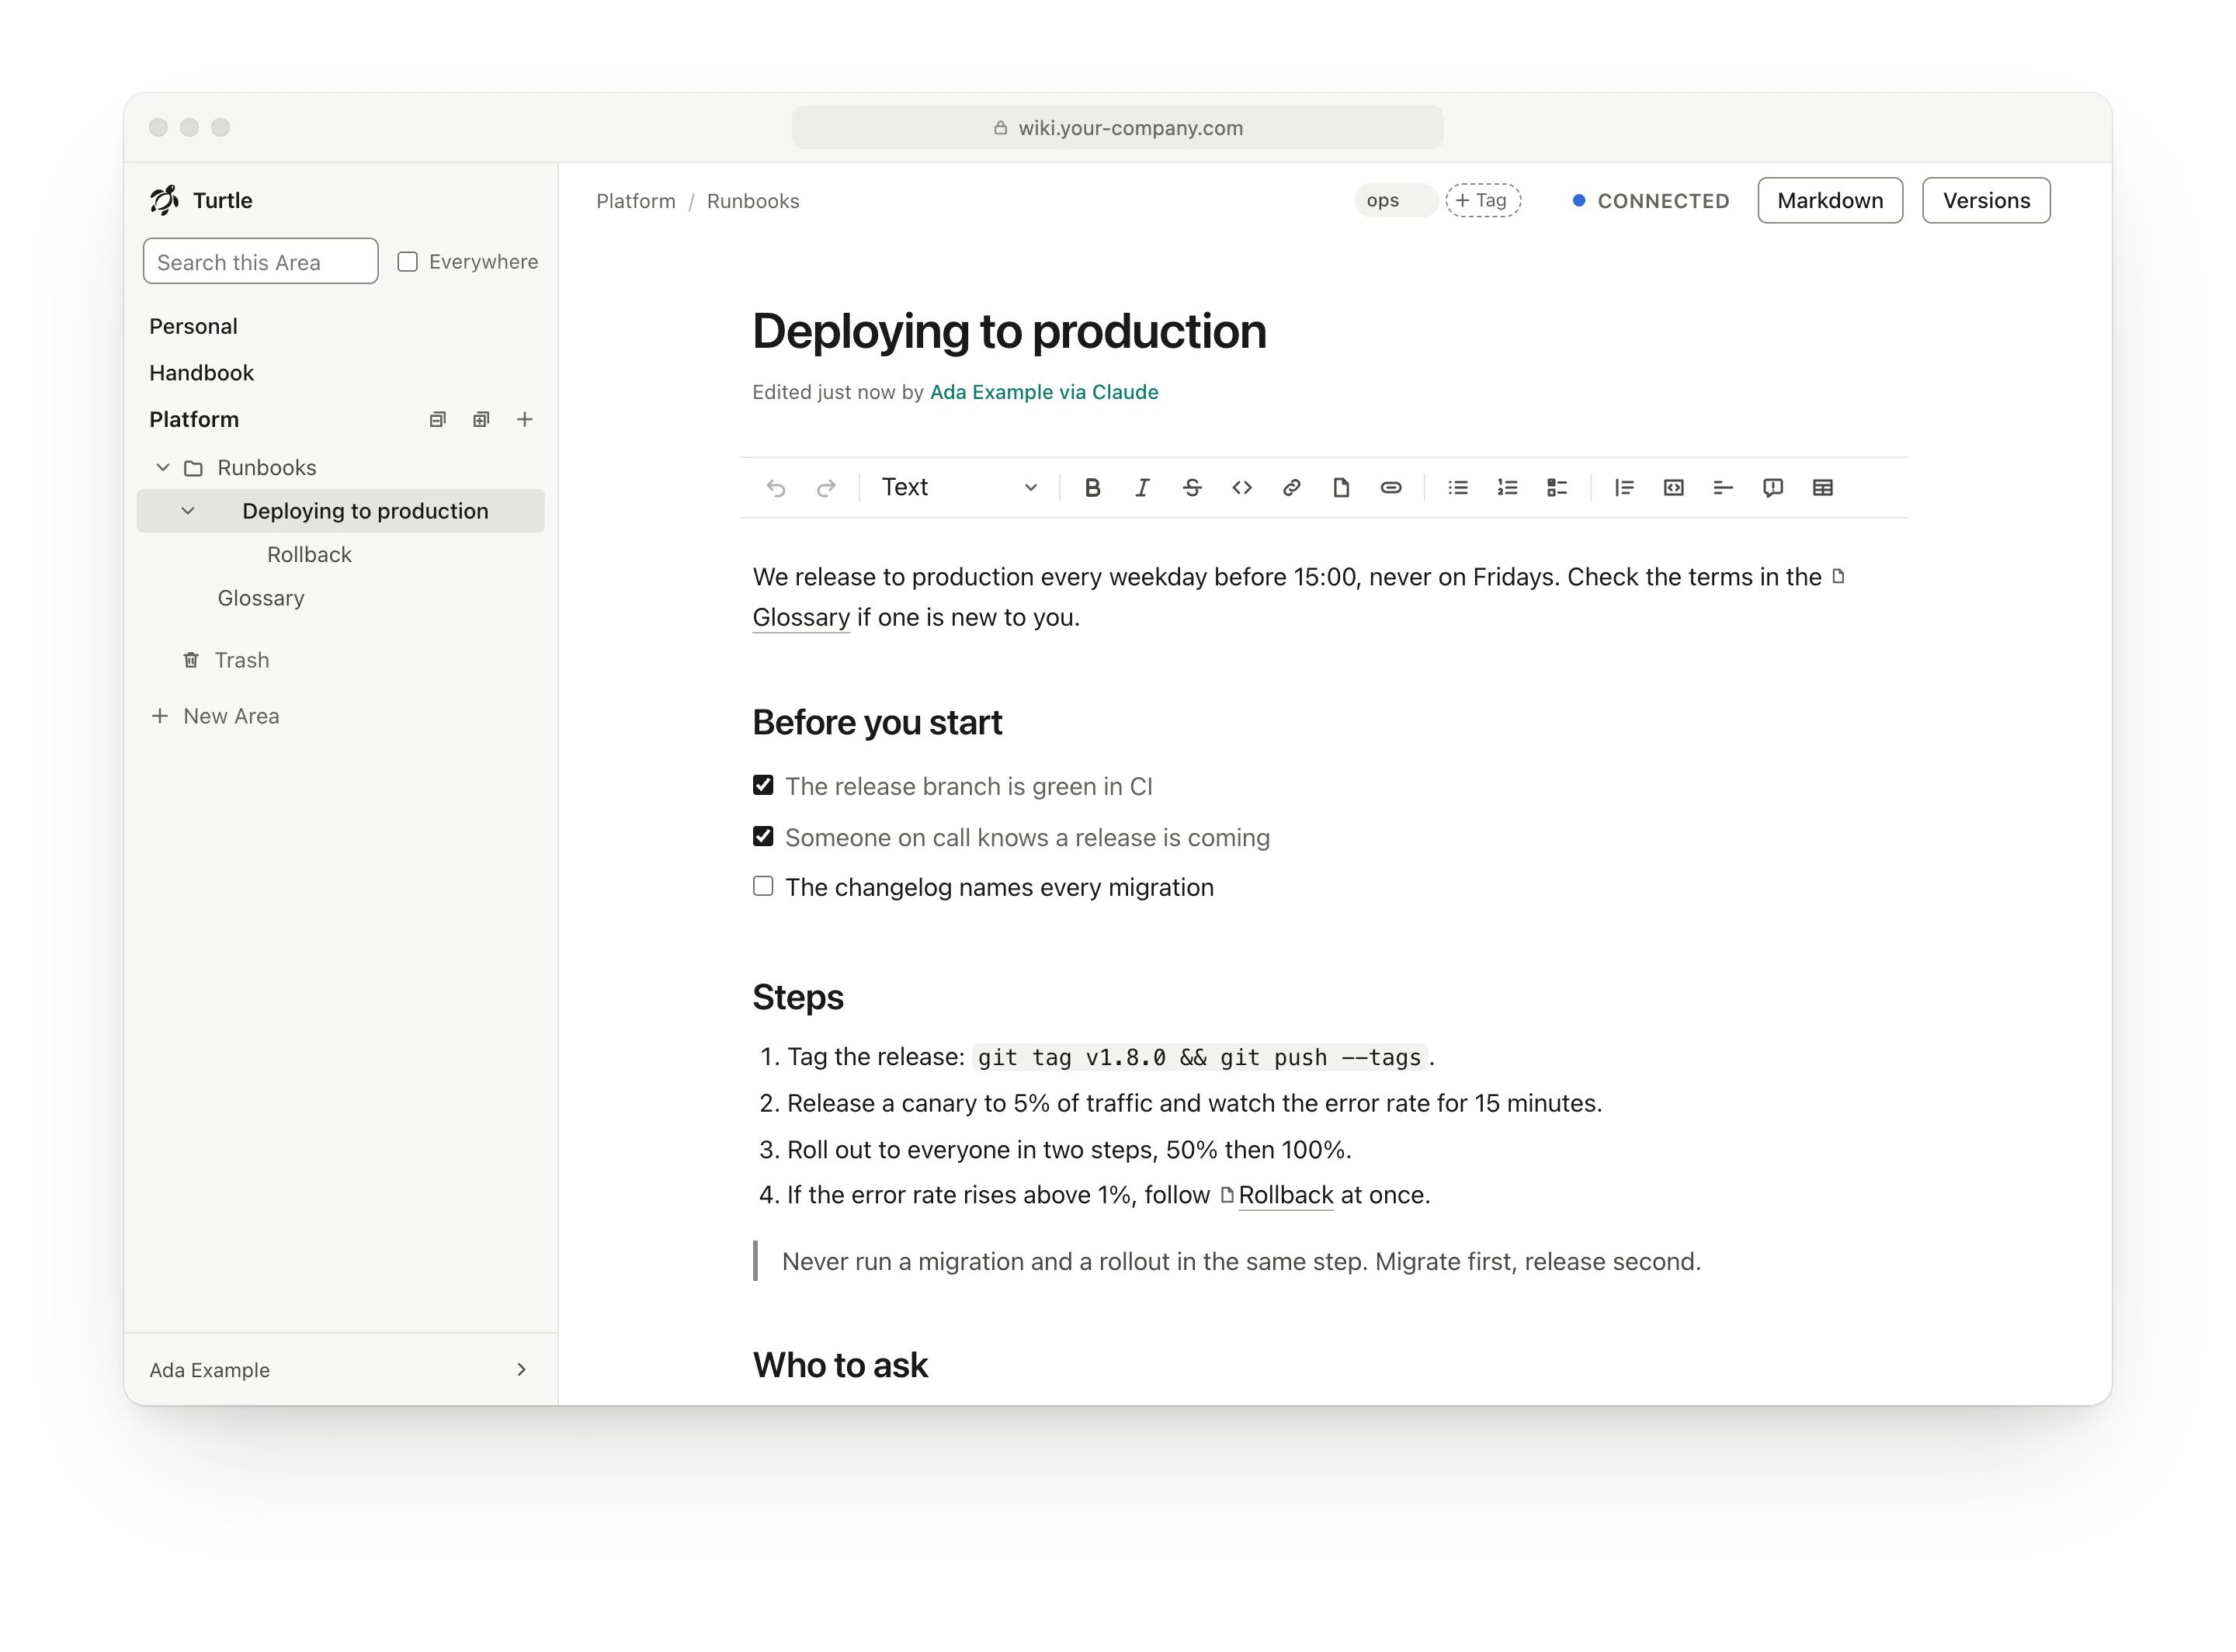 wiki.your-company.com
Turtle
Search this Area
Everywhere
Personal
Handbook
Platform
Runbooks
Deploying to production
Rollback
Glossary
Trash
New Area
Ada Example
Platform / Runbooks
ops
+ Tag
CONNECTED
Markdown
Versions
Deploying to production
Edited just now by Ada Example via Claude
Text
We release to production every weekday before 15:00, never on Fridays. Check the terms in the
Glossary if one is new to you.
Before you start
The release branch is green in CI
Someone on call knows a release is coming
The changelog names every migration
Steps
1. Tag the release: git tag v1.8.0 && git push --tags.
2. Release a canary to 5% of traffic and watch the error rate for 15 minutes.
3. Roll out to everyone in two steps, 50% then 100%.
4. If the error rate rises above 1%, follow Rollback at once.
Never run a migration and a rollout in the same step. Migrate first, release second.
Who to ask